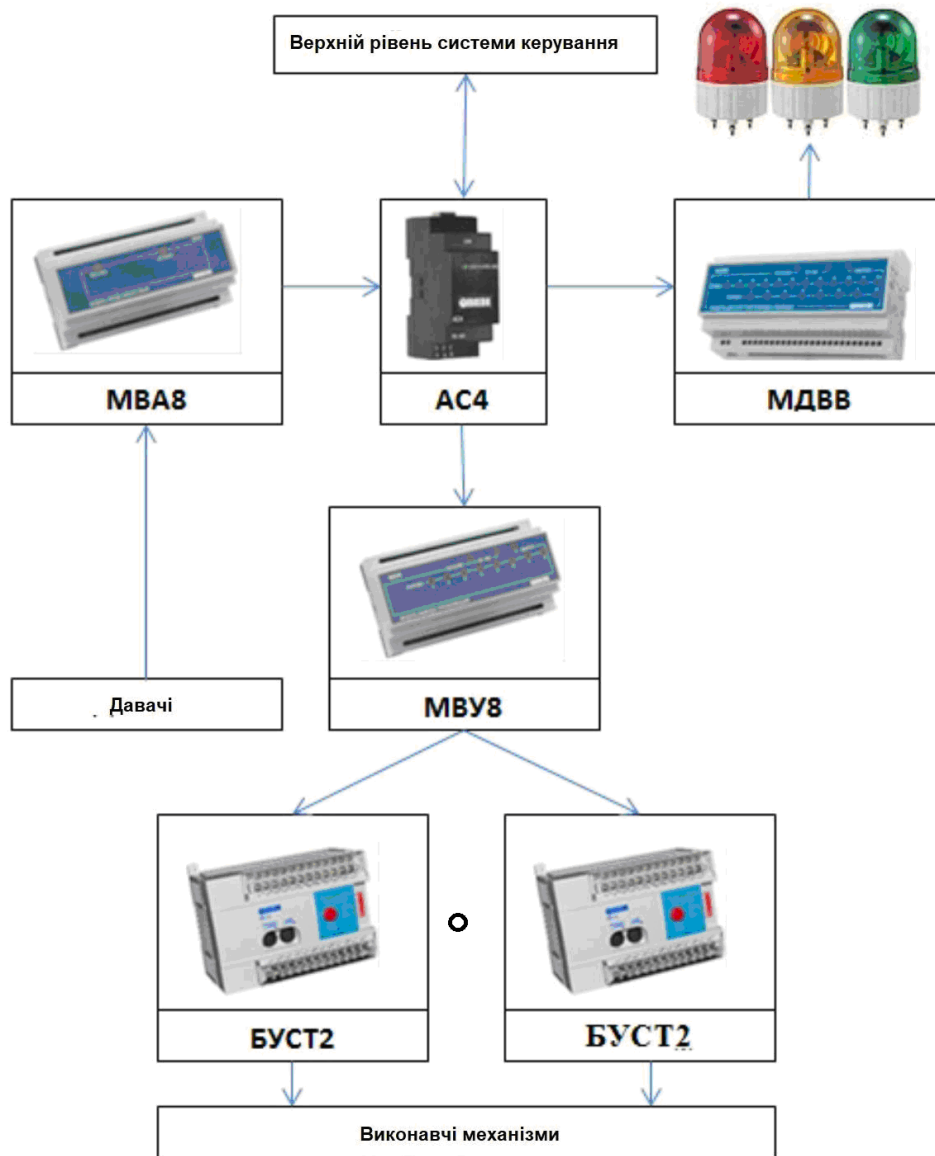 Верхній рівень системи керування
МВА8
АС4
МДВВ
МВУ8
Давачі
БУСТ2
БУСТ2
Виконавчі механізми